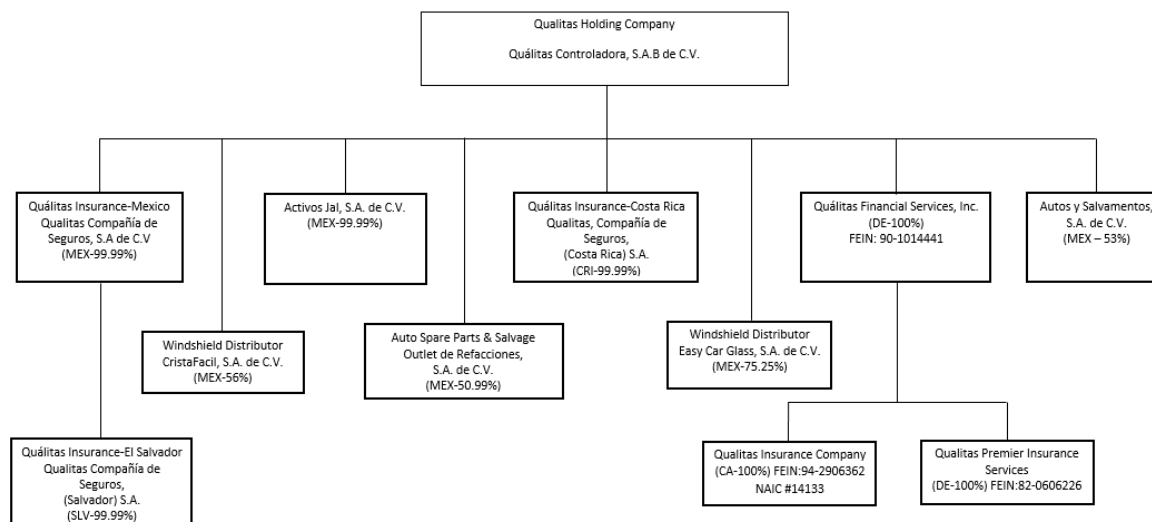 Qualitas Holding Company
Quálitas Controladora, S.A.B de C.V.
Quálitas Insurance-Mexico
Qualitas Compañía de
Seguros, S.A de C.V
(MEX-99.99%)
Activos Jal, S.A. de C.V.
(MEX-99.99%)
Quálitas Insurance-Costa Rica
Qualitas, Compañía de
Seguros,
(Costa Rica) S.A.
(CRI-99.99%)
Quálitas Financial Services, Inc.
(DE-100%)
FEIN: 90-1014441
Autos y Salvamentos,
S.A. de C.V.
(MEX – 53%)
Windshield Distributor
CristaFacil, S.A. de C.V.
(MEX-56%)
Auto Spare Parts & Salvage
Outlet de Refacciones,
S.A. de C.V.
(MEX-50.99%)
Windshield Distributor
Easy Car Glass, S.A. de C.V.
(MEX-75.25%)
Quálitas Insurance-El Salvador
Qualitas Compañía de
Seguros,
(Salvador) S.A.
(SLV-99.99%)
Qualitas Insurance Company
(CA-100%) FEIN:94-2906362
NAIC #14133
Qualitas Premier Insurance
Services
(DE-100%) FEIN:82-0606226